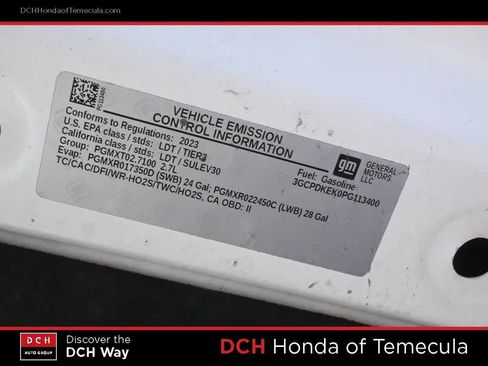 DCHHondaofTemecula.com
PG113400
VEHICLE EMISSION
CONTROL INFORMATION
Conforms to Regulations: 2023
U.S. EPA class / stds: LDT / TIER3
California class / stds: LDT / SULEV30
Group: PGMXT02.7100 2.7L
Evap: PGMXR017350D (SWB) 24 Gal; PGMXR022450C (LWB) 28 Gal
TC/CAC/DFI/WR-HO2S/TWC/HO2S, CA OBD: II
Fuel: Gasoline
3GCPDKEK0PG113400
gm
GENERAL
MOTORS
LLC
DCH
AUTO GROUP
Discover the
DCH Way
DCH Honda of Temecula